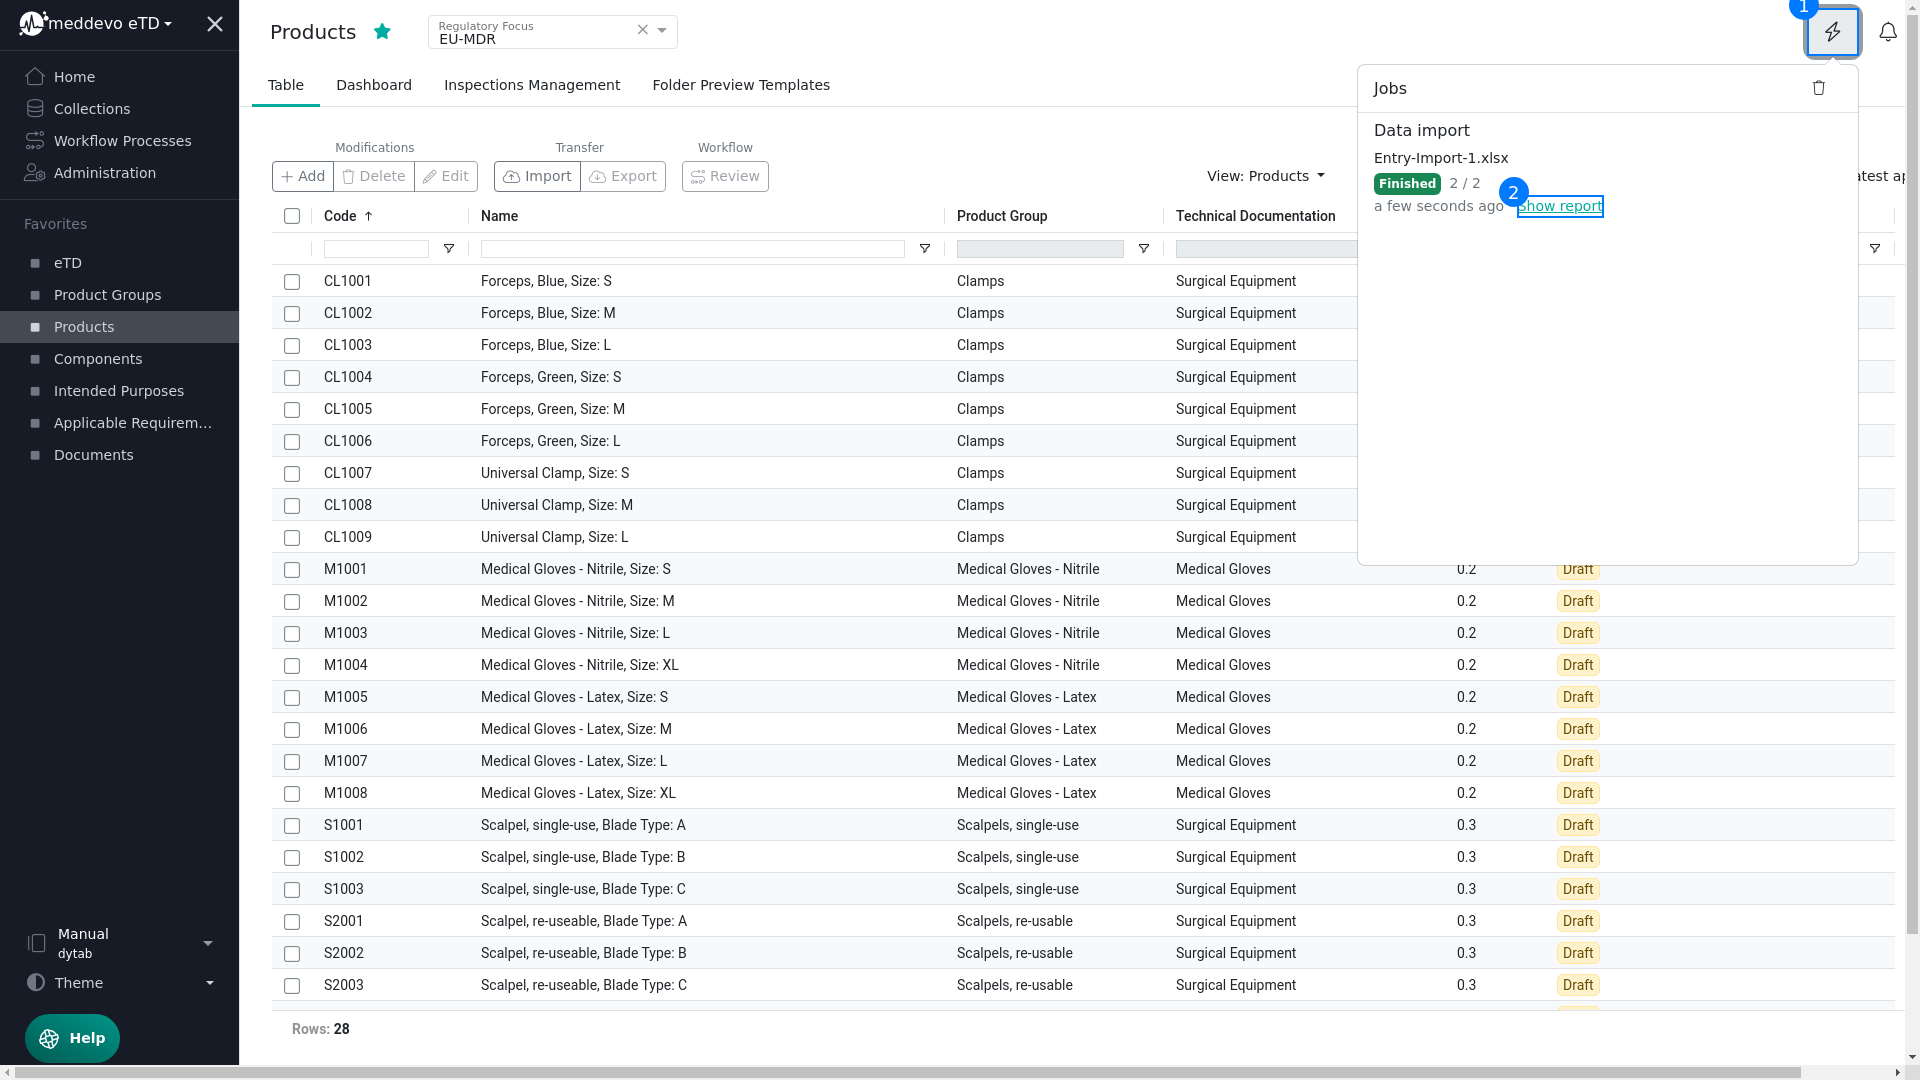 meddevo eTD
Home
Collections
Workflow Processes
Administration
Favorites
eTD
Product Groups
Products
Components
Intended Purposes
Applicable Requirem...
Documents
Manual
dytab
Theme
Help
Products
Regulatory Focus
EU-MDR
1
Table Dashboard Inspections Management Folder Preview Templates
Modifications Transfer Workflow
Add Delete Edit Import Export Review
View: Products
Jobs
Data import
Entry-Import-1.xlsx
Finished 2 / 2
2
a few seconds ago Show report
Code Name Product Group Technical Documentation
CL1001 Forceps, Blue, Size: S Clamps Surgical Equipment
CL1002 Forceps, Blue, Size: M Clamps Surgical Equipment
CL1003 Forceps, Blue, Size: L Clamps Surgical Equipment
CL1004 Forceps, Green, Size: S Clamps Surgical Equipment
CL1005 Forceps, Green, Size: M Clamps Surgical Equipment
CL1006 Forceps, Green, Size: L Clamps Surgical Equipment
CL1007 Universal Clamp, Size: S Clamps Surgical Equipment
CL1008 Universal Clamp, Size: M Clamps Surgical Equipment
CL1009 Universal Clamp, Size: L Clamps Surgical Equipment
M1001 Medical Gloves - Nitrile, Size: S Medical Gloves - Nitrile Medical Gloves 0.2 Draft
M1002 Medical Gloves - Nitrile, Size: M Medical Gloves - Nitrile Medical Gloves 0.2 Draft
M1003 Medical Gloves - Nitrile, Size: L Medical Gloves - Nitrile Medical Gloves 0.2 Draft
M1004 Medical Gloves - Nitrile, Size: XL Medical Gloves - Nitrile Medical Gloves 0.2 Draft
M1005 Medical Gloves - Latex, Size: S Medical Gloves - Latex Medical Gloves 0.2 Draft
M1006 Medical Gloves - Latex, Size: M Medical Gloves - Latex Medical Gloves 0.2 Draft
M1007 Medical Gloves - Latex, Size: L Medical Gloves - Latex Medical Gloves 0.2 Draft
M1008 Medical Gloves - Latex, Size: XL Medical Gloves - Latex Medical Gloves 0.2 Draft
S1001 Scalpel, single-use, Blade Type: A Scalpels, single-use Surgical Equipment 0.3 Draft
S1002 Scalpel, single-use, Blade Type: B Scalpels, single-use Surgical Equipment 0.3 Draft
S1003 Scalpel, single-use, Blade Type: C Scalpels, single-use Surgical Equipment 0.3 Draft
S2001 Scalpel, re-useable, Blade Type: A Scalpels, re-usable Surgical Equipment 0.3 Draft
S2002 Scalpel, re-useable, Blade Type: B Scalpels, re-usable Surgical Equipment 0.3 Draft
S2003 Scalpel, re-useable, Blade Type: C Scalpels, re-usable Surgical Equipment 0.3 Draft
Rows: 28